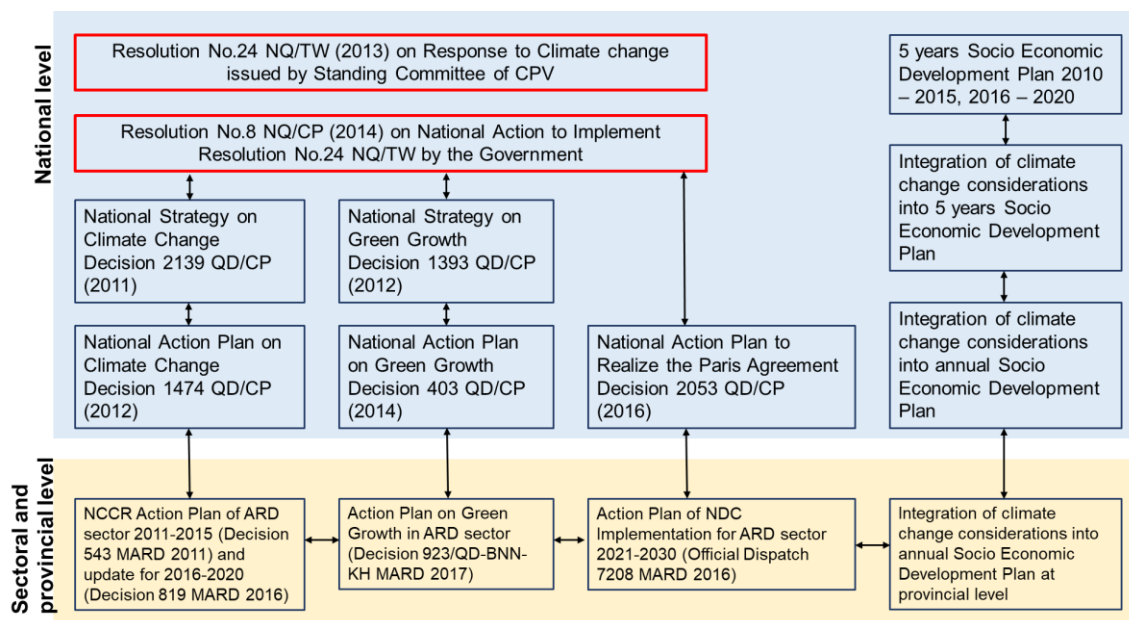 National level
Resolution No.24 NQ/TW (2013) on Response to Climate change
issued by Standing Committee of CPV
5 years Socio Economic
Development Plan 2010
– 2015, 2016 – 2020
Resolution No.8 NQ/CP (2014) on National Action to Implement
Resolution No.24 NQ/TW by the Government
Integration of climate
change considerations
into 5 years Socio
Economic Development
Plan
National Strategy on
Climate Change
Decision 2139 QD/CP
(2011)
National Strategy on
Green Growth
Decision 1393 QD/CP
(2012)
National Action Plan on
Climate Change
Decision 1474 QD/CP
(2012)
National Action Plan
on Green Growth
Decision 403 QD/CP
(2014)
National Action Plan to
Realize the Paris Agreement
Decision 2053 QD/CP
(2016)
Integration of climate
change considerations
into annual Socio
Economic Development
Plan
Sectoral and
provincial level
NCCR Action Plan of ARD
sector 2011-2015 (Decision
543 MARD 2011) and
update for 2016-2020
(Decision 819 MARD 2016)
Action Plan on Green
Growth in ARD sector
(Decision 923/QD-BNN-
KH MARD 2017)
Action Plan of NDC
Implementation for ARD sector
2021-2030 (Official Dispatch
7208 MARD 2016)
Integration of climate
change considerations into
annual Socio Economic
Development Plan at
provincial level